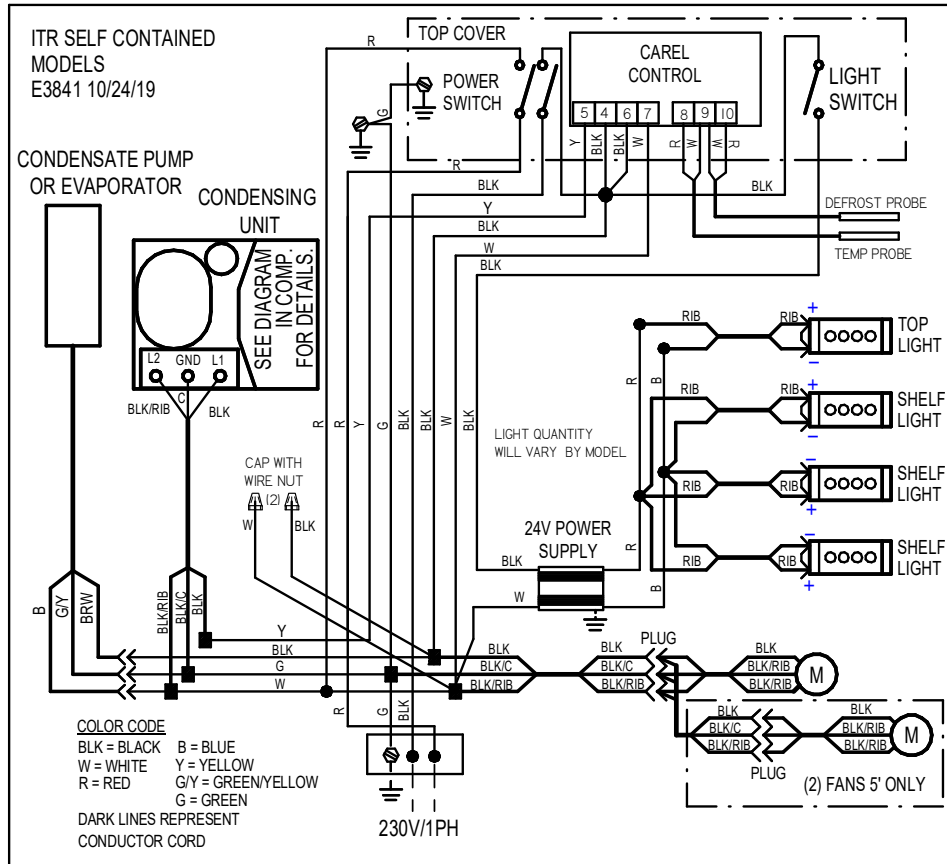 ITR SELF CONTAINED
MODELS
E3841 10/24/19
TOP COVER
POWER
SWITCH
CAREL
CONTROL
5 4 6 7 8 9 10
LIGHT
SWITCH
R
G
R
Y
BLK
BLK
W
R
W
W
R
BLK
Y
BLK
W
BLK
BLK
DEFROST PROBE
TEMP PROBE
CONDENSATE PUMP
OR EVAPORATOR
CONDENSING
UNIT
SEE DIAGRAM
IN COMP.
FOR DETAILS.
L2 GND L1
BLK/RIB
C
BLK
R
R
Y
G
BLK
BLK
W
BLK
LIGHT QUANTITY
WILL VARY BY MODEL
CAP WITH
WIRE NUT
(2)
W
BLK
24V POWER
SUPPLY
BLK
W
R
B
R
B
RIB
RIB
+
-
TOP
LIGHT
RIB
RIB
+
-
SHELF
LIGHT
RIB
RIB
-
+
SHELF
LIGHT
RIB
RIB
-
+
SHELF
LIGHT
B
G/Y
BRW
BLK/RIB
BLK/C
BLK
Y
BLK
G
W
BLK
BLK/C
BLK/RIB
BLK
BLK/C
BLK/RIB
PLUG
BLK
BLK/RIB
BLK/RIB
M
BLK
BLK/C
BLK/RIB
PLUG
BLK
BLK/RIB
BLK/RIB
M
(2) FANS 5' ONLY
R
G
BLK
230V/1PH
COLOR CODE
BLK = BLACK B = BLUE
W = WHITE Y = YELLOW
R = RED G/Y = GREEN/YELLOW
G = GREEN
DARK LINES REPRESENT
CONDUCTOR CORD